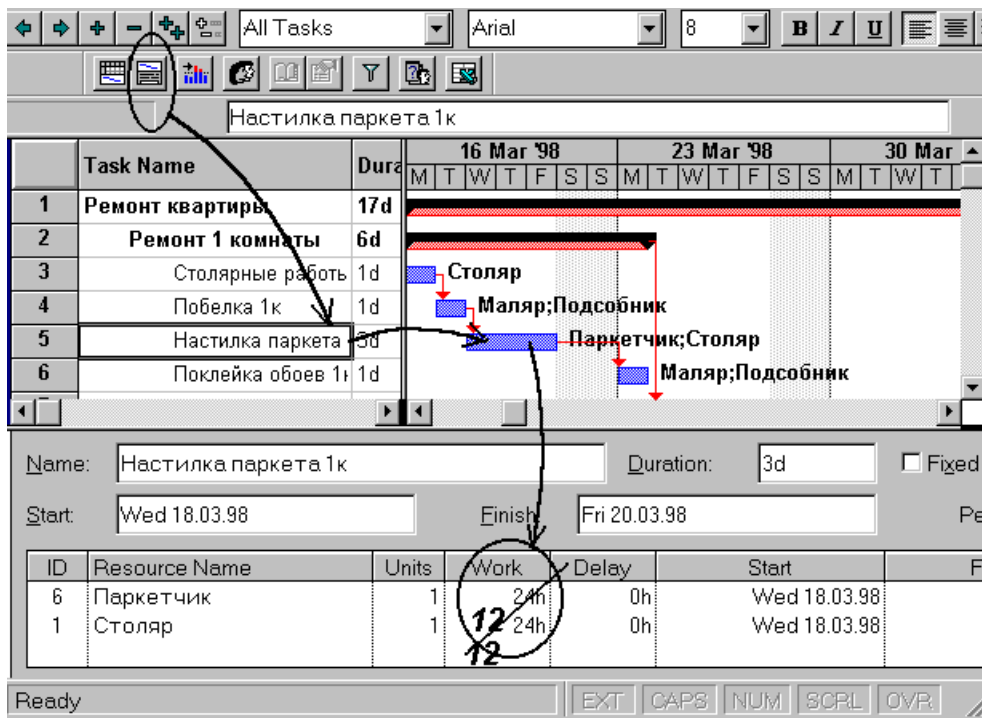 All Tasks Arial 8 B I U
Настилка паркета 1к
Task Name Dura 16 Mar '98 23 Mar '98 30 Mar
M T W T F S S M T W T F S S M T W T
1 Ремонт квартиры 17d
2 Ремонт 1 комнаты 6d
3 Столярные работы 1d Столяр
4 Побелка 1к 1d Маляр;Подсобник
5 Настилка паркета 3d Паркетчик;Столяр
6 Поклейка обоев 1к 1d Маляр;Подсобник
Name: Настилка паркета 1к Duration: 3d Fixed
Start: Wed 18.03.98 Finish: Fri 20.03.98 Pe
ID Resource Name Units Work Delay Start F
6 Паркетчик 1 24h 0h Wed 18.03.98
1 Столяр 1 12 24h 0h Wed 18.03.98
12
Ready EXT CAPS NUM SCRL OVR